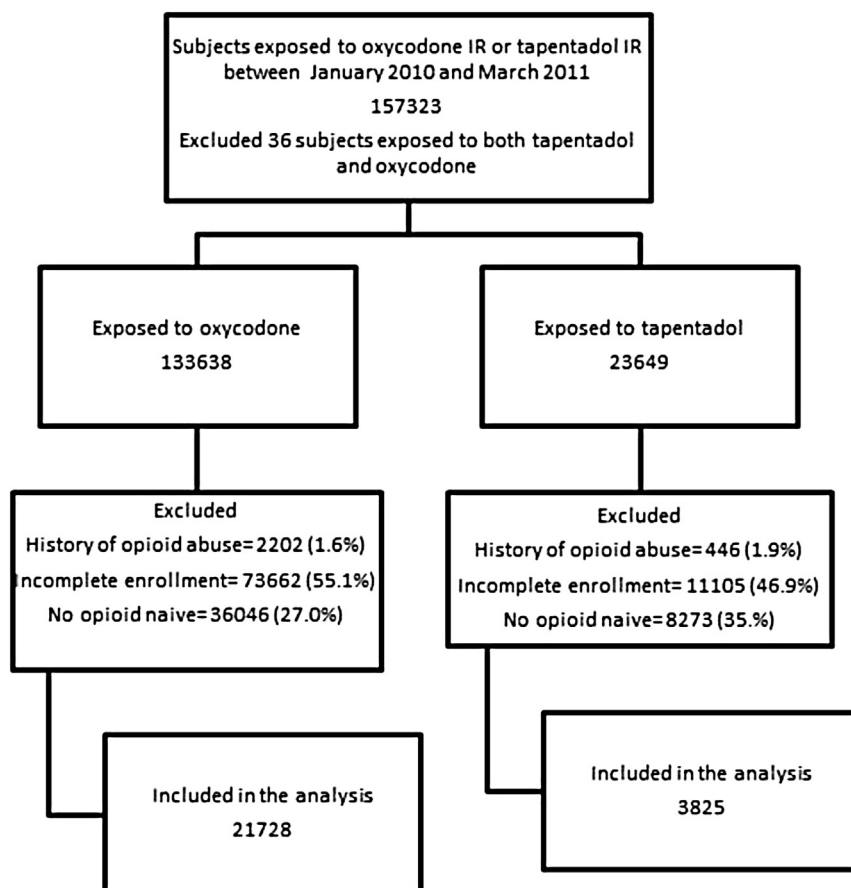 Subjects exposed to oxycodone IR or tapentadol IR
between January 2010 and March 2011
157323
Excluded 36 subjects exposed to both tapentadol
and oxycodone
Exposed to oxycodone
133638
Exposed to tapentadol
23649
Excluded
History of opioid abuse=2202 (1.6%)
Incomplete enrollment=73662 (55.1%)
No opioid naive=36046 (27.0%)
Excluded
History of opioid abuse=446 (1.9%)
Incomplete enrollment=11105 (46.9%)
No opioid naive=8273 (35.%)
Included in the analysis
21728
Included in the analysis
3825